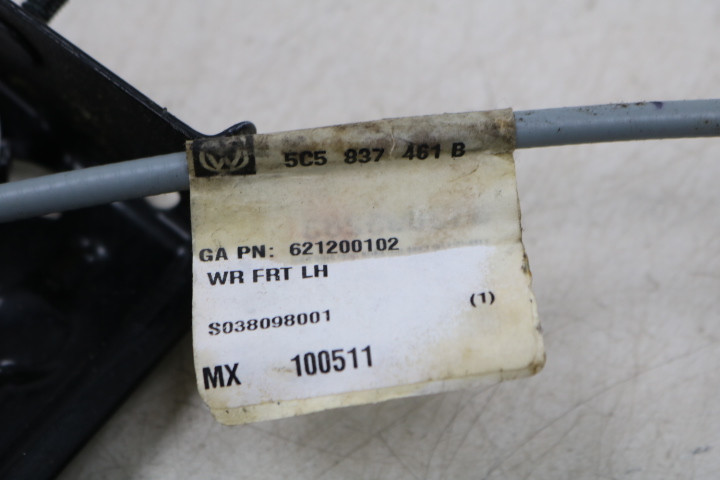 5C5 837 461 B
GA PN: 621200102
WR FRT LH
(1)
S038098001
MX 100511